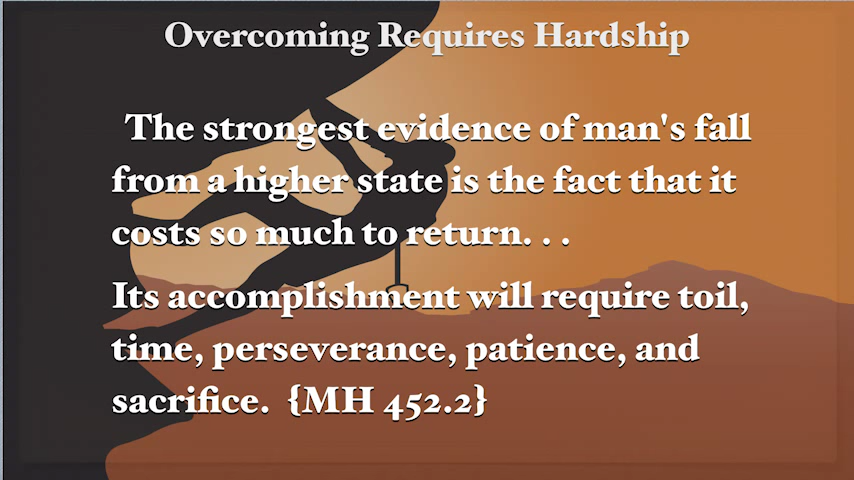 Overcoming Requires Hardship
The strongest evidence of man's fall
from a higher state is the fact that it
costs so much to return. . .
Its accomplishment will require toil,
time, perseverance, patience, and
sacrifice. {MH 452.2}